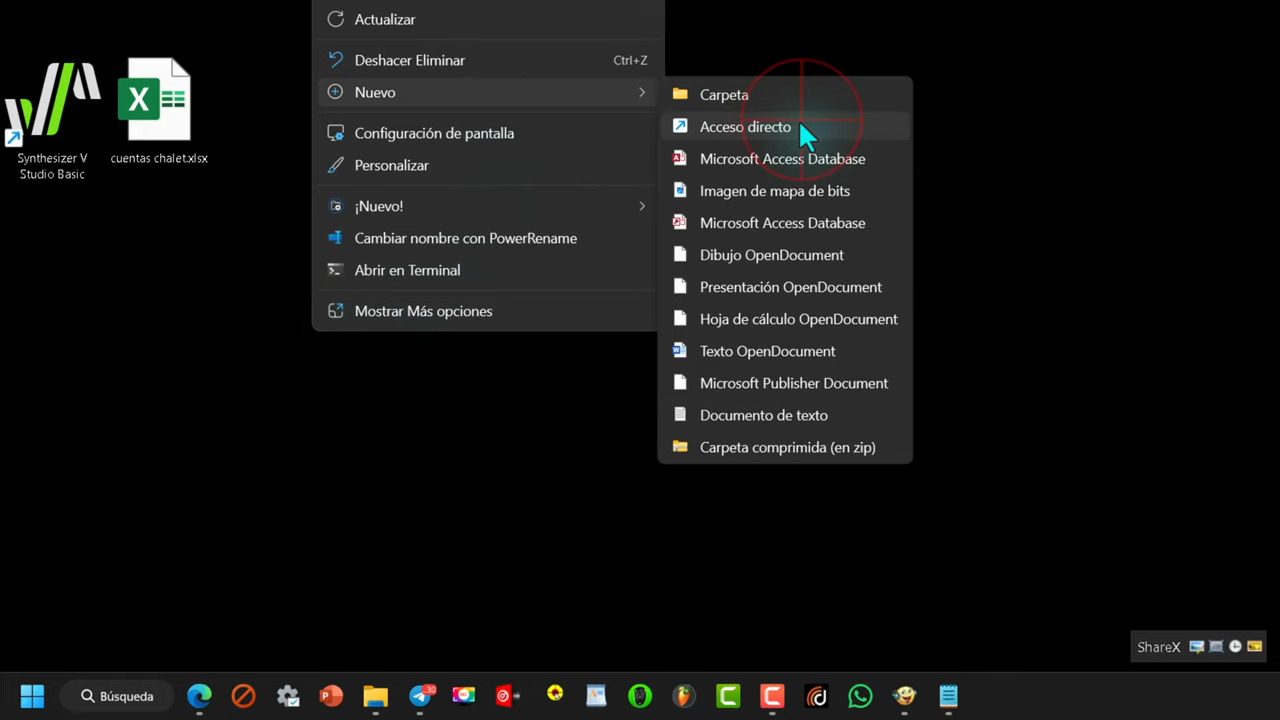 Actualizar
Deshacer Eliminar Ctrl+Z
Nuevo
Configuración de pantalla
Personalizar
¡Nuevo!
Cambiar nombre con PowerRename
Abrir en Terminal
Mostrar Más opciones
Carpeta
Acceso directo
Microsoft Access Database
Imagen de mapa de bits
Microsoft Access Database
Dibujo OpenDocument
Presentación OpenDocument
Hoja de cálculo OpenDocument
Texto OpenDocument
Microsoft Publisher Document
Documento de texto
Carpeta comprimida (en zip)
Synthesizer V
Studio Basic
cuentas chalet.xlsx
ShareX
Búsqueda
30